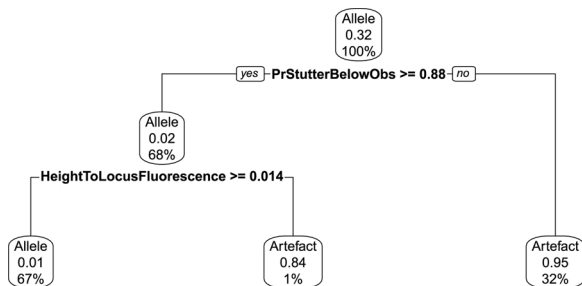 Allele
0.32
100%
yes PrStutterBelowObs >= 0.88 no
Allele
0.02
68%
HeightToLocusFluorescence >= 0.014
Allele
0.01
67%
Artefact
0.84
1%
Artefact
0.95
32%